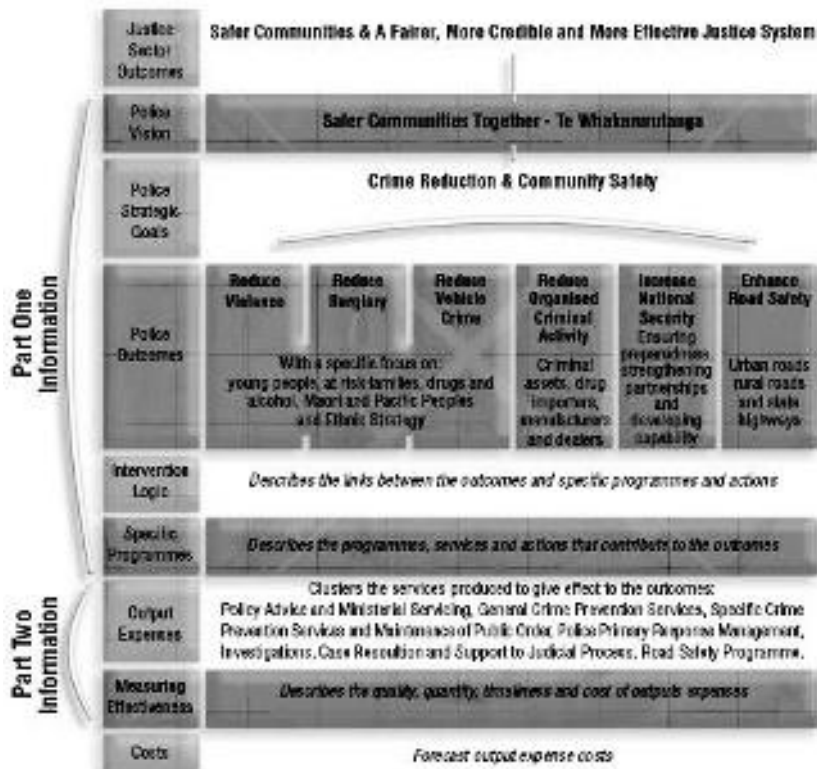 Justice
Sector
Outcomes
Safer Communities & A Fairer, More Credible and More Effective Justice System
Police
Vision
Safer Communities Together - Te
Police
Strategic
Goals
Crime Reduction & Community Safety
Part One
Information
Police
Outcomes
Reduce
Violence
Reduce
Burglary
Reduce
Vehicle
Crime
With a specific focus on:
young people, at risk families, drugs and
alcohol, Maori and Pacific Peoples
and Ethnic Strategy
Reduce
Organised
Criminal
Activity
Criminal
assets, drug
importers,
manufacturers
and dealers
Increase
National
Security
Ensuring
preparedness,
strengthening
partnerships
and
developing
capability
Enhance
Road Safety
Urban roads
rural roads
and state
highways
Intervention
Logic
Describes the links between the outcomes and specific programmes and actions
Specific
Programmes
Describes the programmes, services and actions that contribute to the outcomes
Part Two
Information
Output
Expenses
Clusters the services produced to give effect to the outcomes:
Policy Advice and Ministerial Servicing, General Crime Prevention Services, Specific Crime
Prevention Services and Maintenance of Public Order, Police Primary Response Management,
Investigations, Case Resoultion and Support to Judicial Process, Road Safety Programme.
Measuring
Effectiveness
Describes the quality, quantity, timeliness and cost of outputs expenses
Costs
Forecast output expense costs